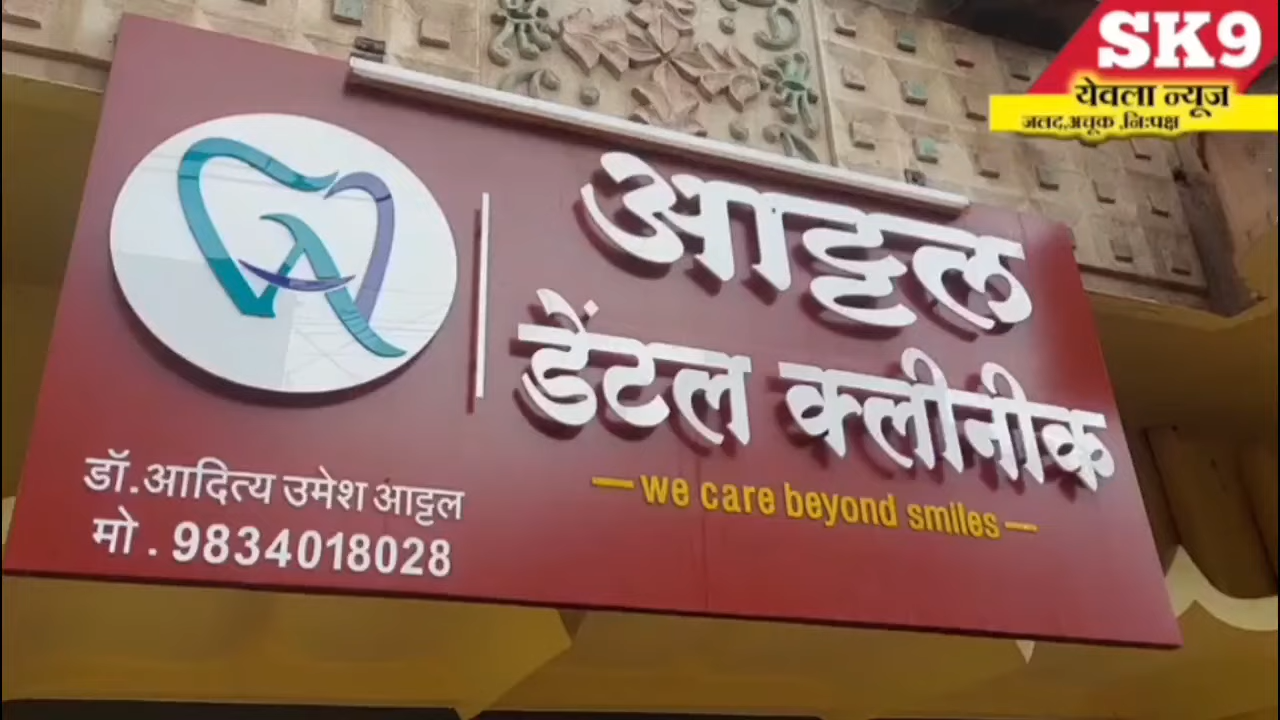 SK9
येवला न्यूज
जलद,अचूक ,नि:पक्ष
आट्टल
डेंटल क्लीनीक
we care beyond smiles
डॉ.आदित्य उमेश आट्टल
मो . 9834018028